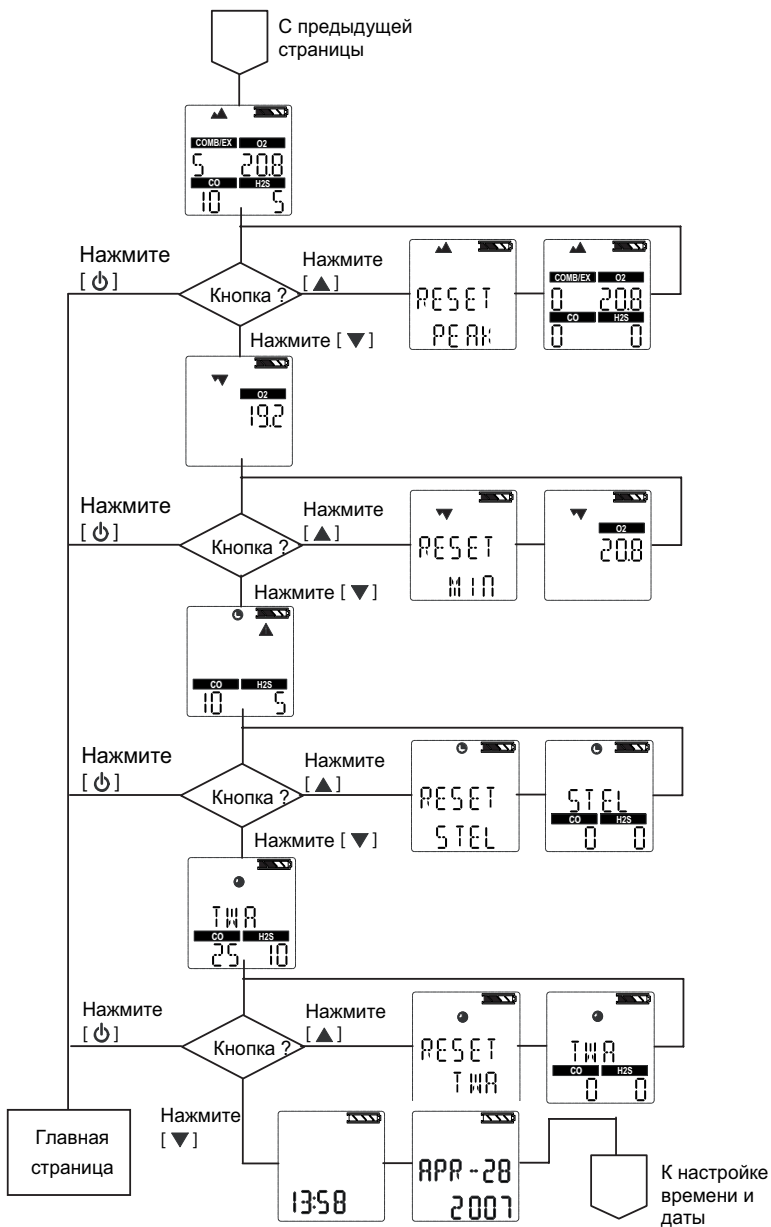 С предыдущей
страницы
COMB/EX O2
5 20.8
CO H2S
10 5
Нажмите
[ ⏻ ]
Кнопка ?
Нажмите
[ ▲ ]
RESET
PEAK
COMB/EX O2
0 20.8
CO H2S
0 0
Нажмите [ ▼ ]
O2
19.2
Нажмите
[ ⏻ ]
Кнопка ?
Нажмите
[ ▲ ]
RESET
MIN
O2
20.8
Нажмите [ ▼ ]
CO H2S
10 5
Нажмите
[ ⏻ ]
Кнопка ?
Нажмите
[ ▲ ]
RESET
STEL
STEL
CO H2S
0 0
Нажмите [ ▼ ]
TWA
CO H2S
25 10
Нажмите
[ ⏻ ]
Кнопка ?
Нажмите
[ ▲ ]
RESET
TWA
TWA
CO H2S
0 0
Нажмите
[ ▼ ]
Главная
страница
13:58
APR-28
2007
К настройке
времени и
даты